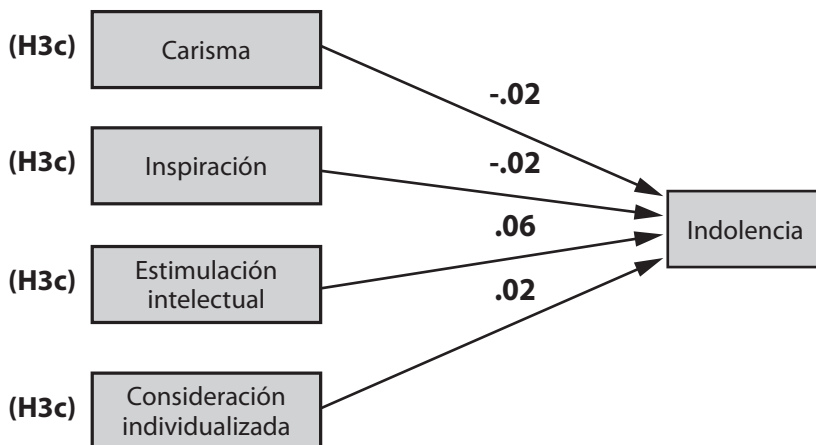 (H3c) Carisma
-.02
(H3c) Inspiración
-.02
Indolencia
.06
(H3c) Estimulación
intelectual
.02
(H3c) Consideración
individualizada